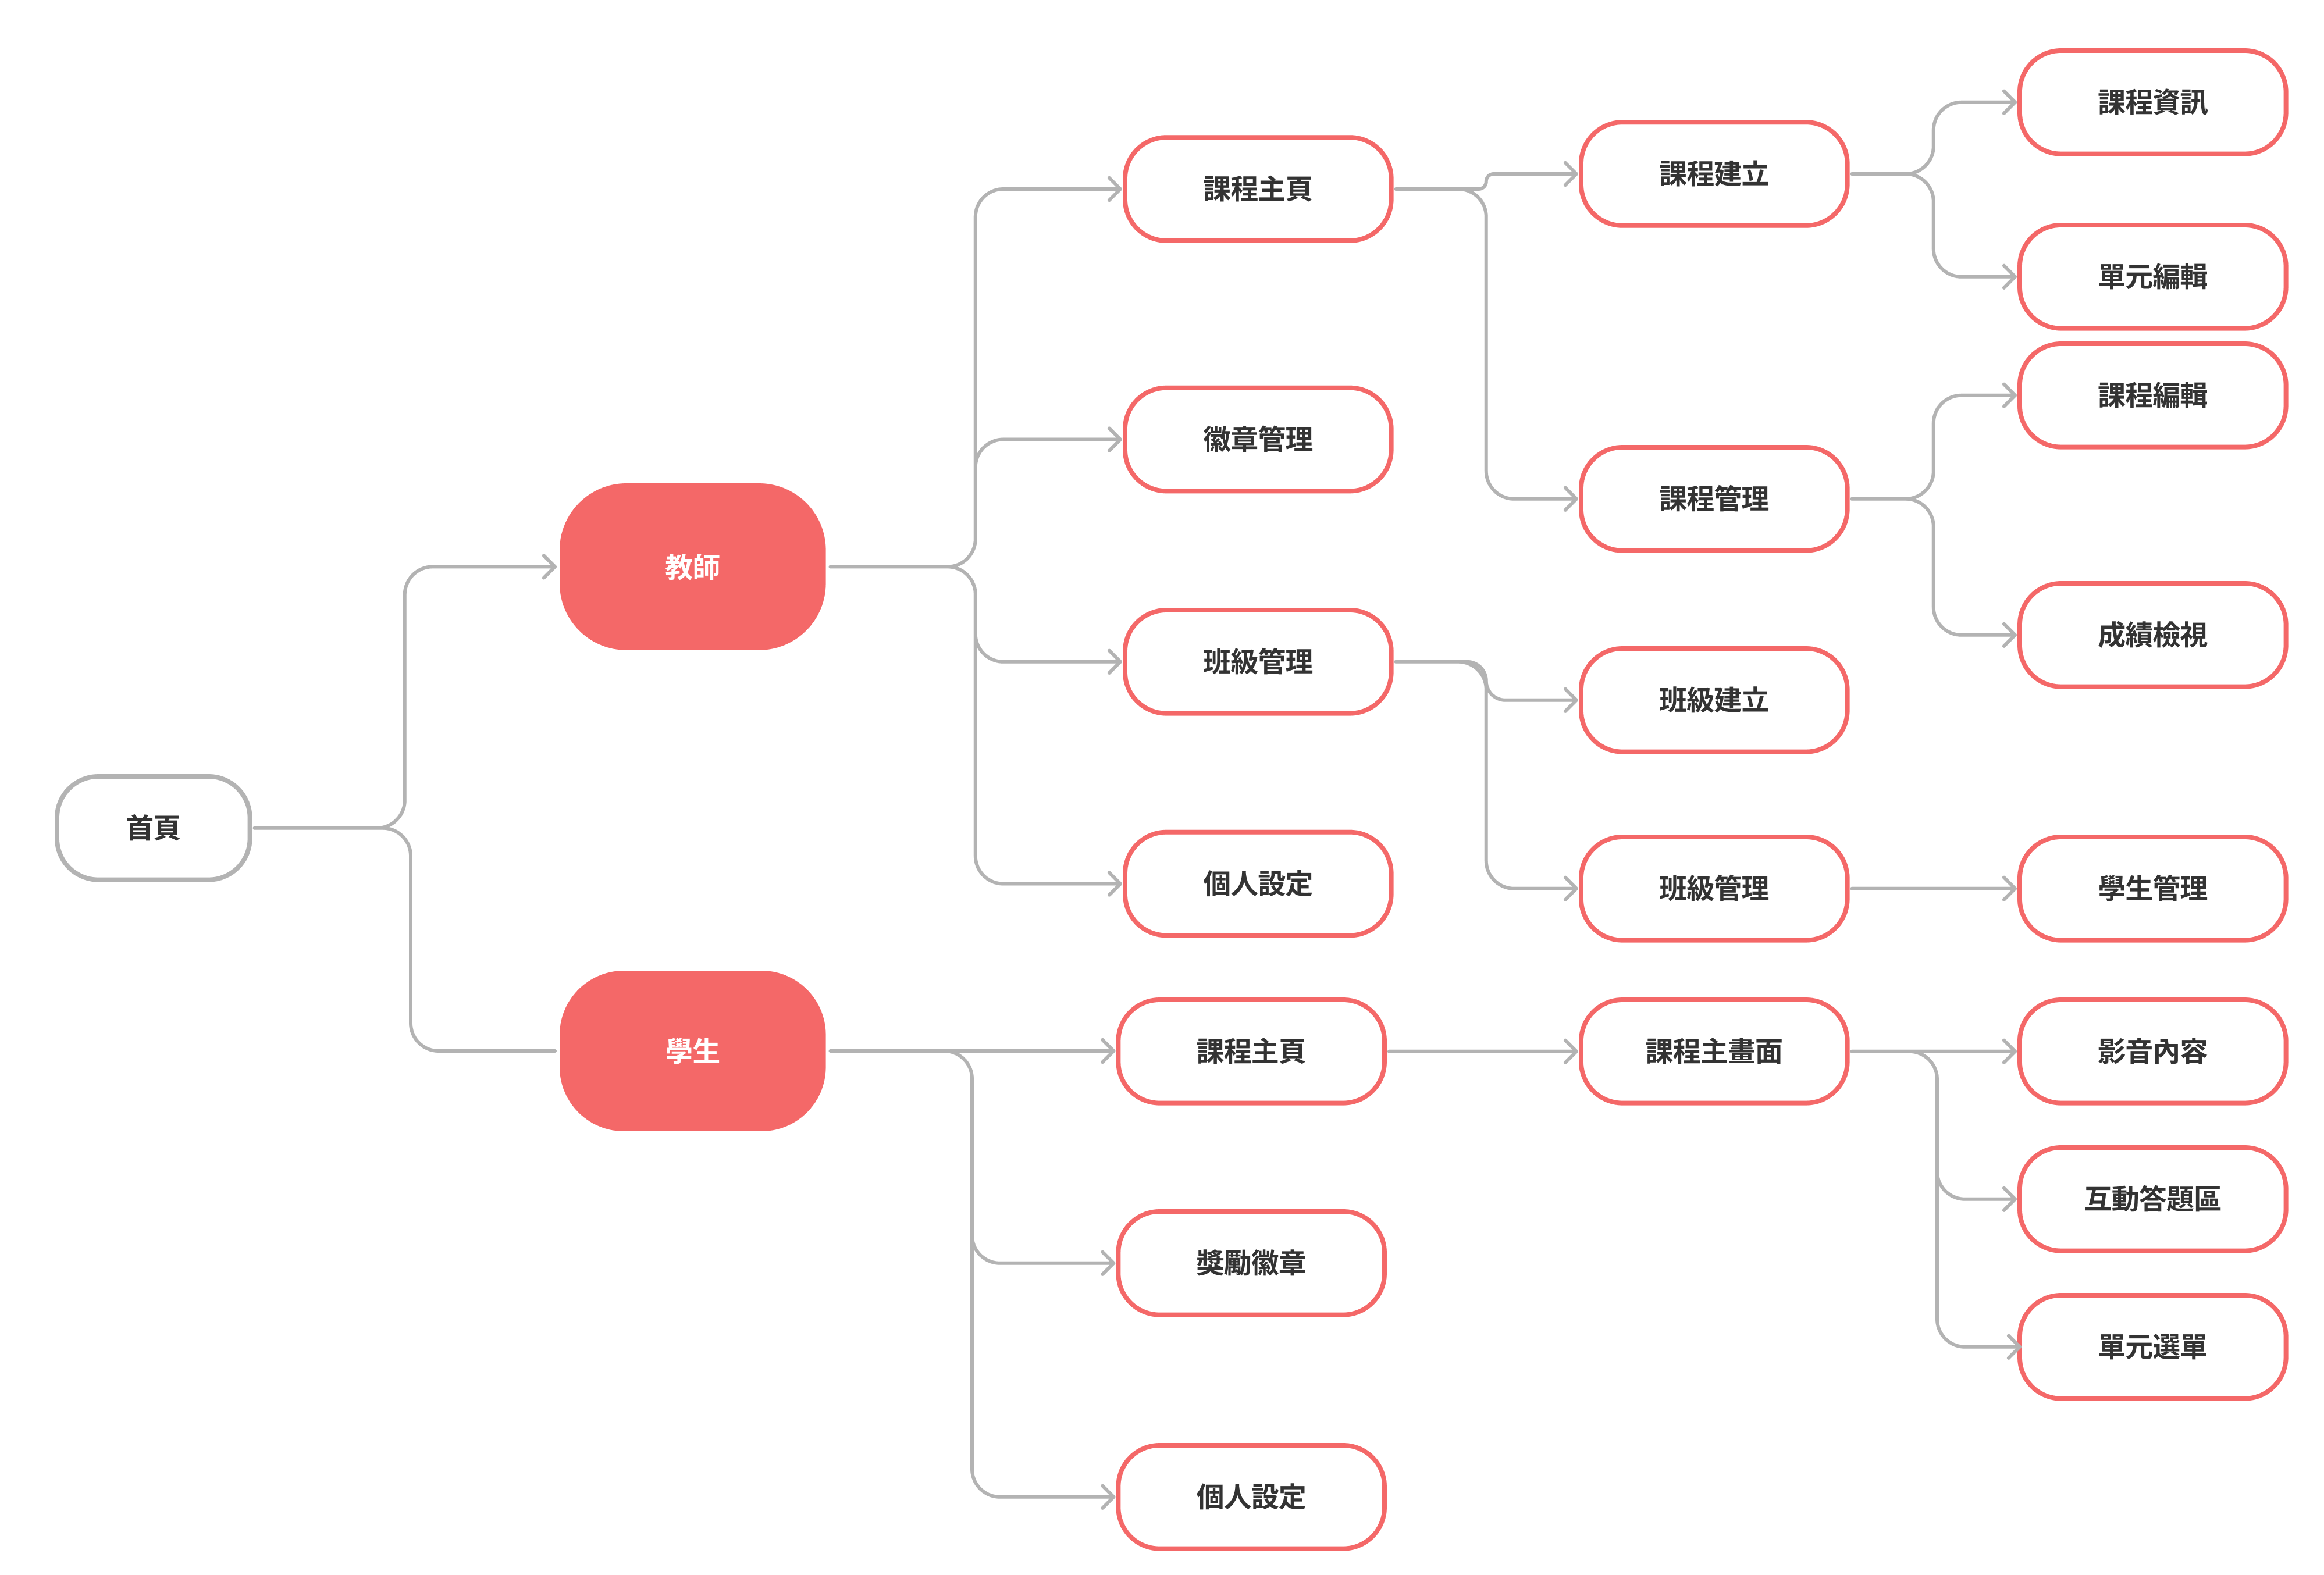 首頁
教師
課程主頁
課程建立
課程資訊
單元編輯
課程管理
課程編輯
成績檢視
徽章管理
班級管理
班級建立
班級管理
學生管理
個人設定
學生
課程主頁
課程主畫面
影音內容
互動答題區
單元選單
獎勵徽章
個人設定